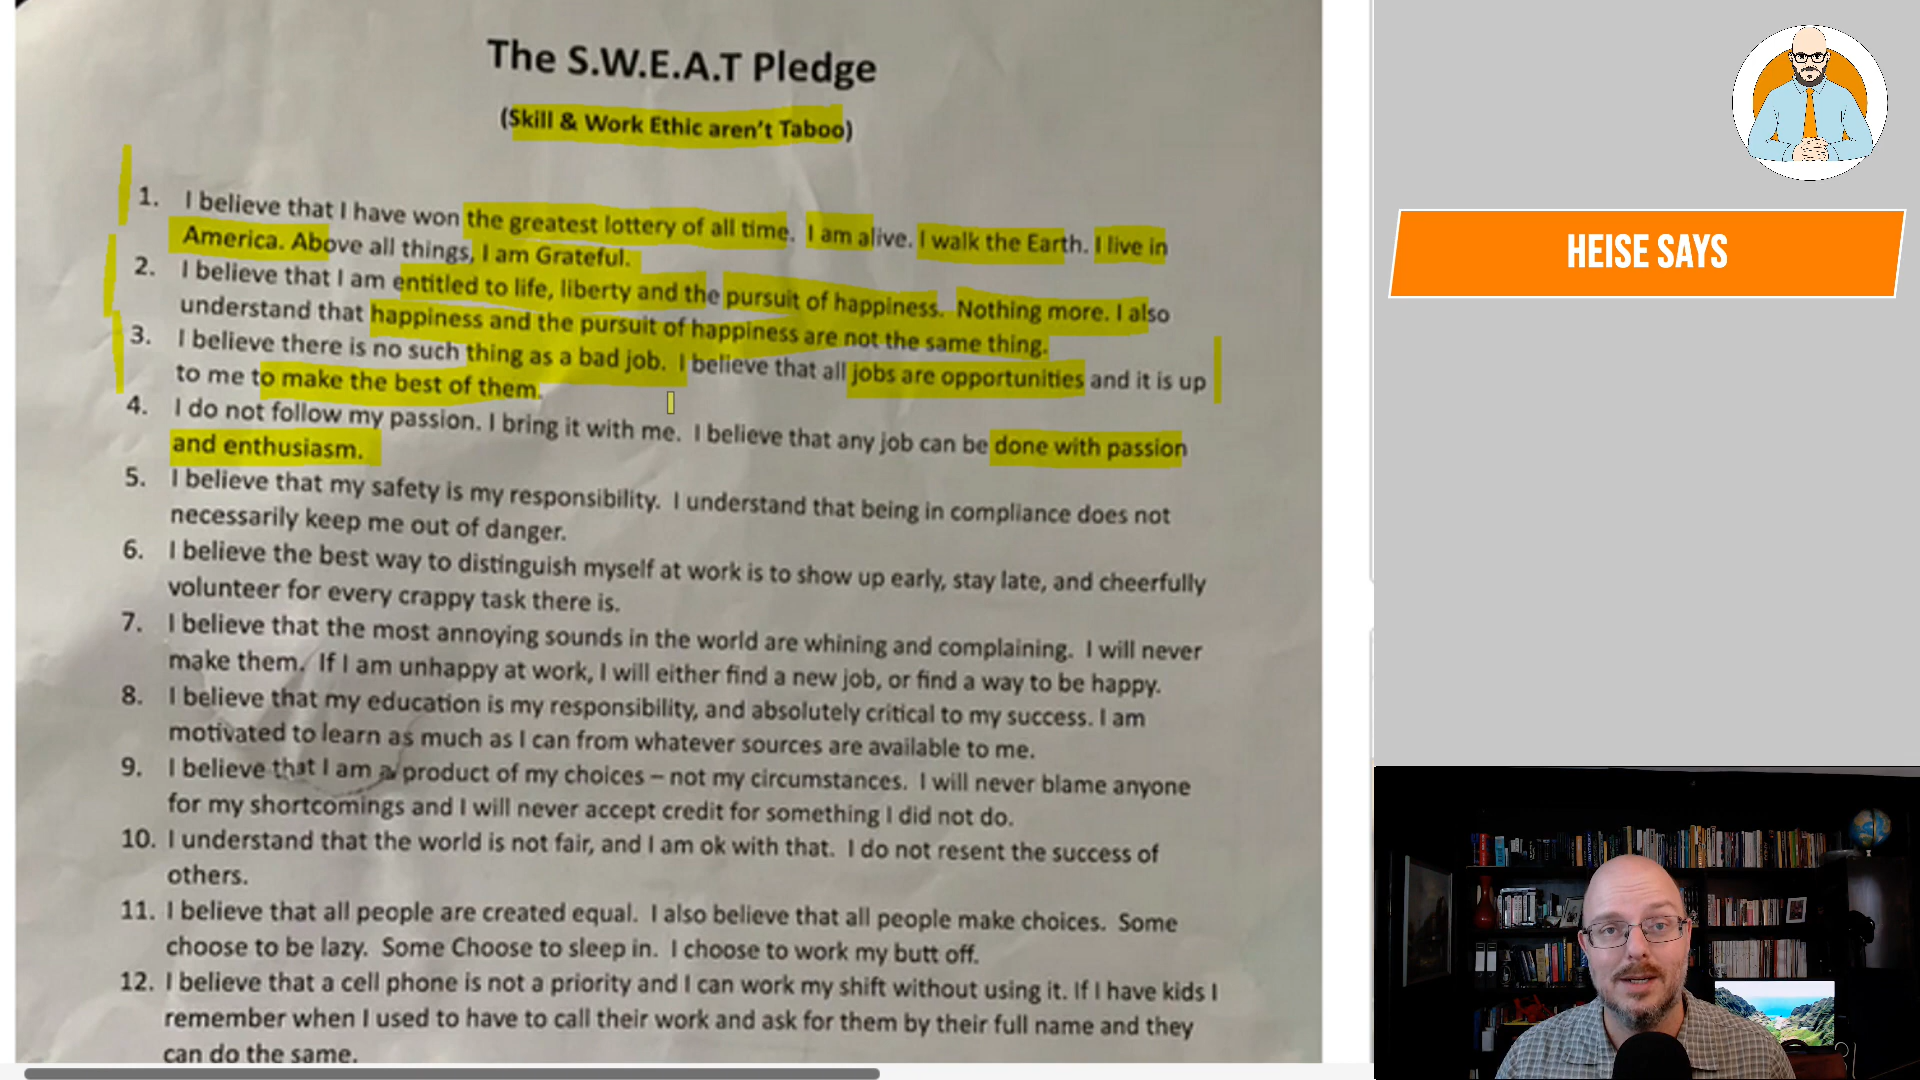 The S.W.E.A.T Pledge
(Skill & Work Ethic aren't Taboo)
1. I believe that I have won the greatest lottery of all time. I am alive. I walk the Earth. I live in
America. Above all things, I am Grateful.
2. I believe that I am entitled to life, liberty and the pursuit of happiness. Nothing more. I also
understand that happiness and the pursuit of happiness are not the same thing.
3. I believe there is no such thing as a bad job. I believe that all jobs are opportunities and it is up
to me to make the best of them.
4. I do not follow my passion. I bring it with me. I believe that any job can be done with passion
and enthusiasm.
5. I believe that my safety is my responsibility. I understand that being in compliance does not
necessarily keep me out of danger.
6. I believe the best way to distinguish myself at work is to show up early, stay late, and cheerfully
volunteer for every crappy task there is.
7. I believe that the most annoying sounds in the world are whining and complaining. I will never
make them. If I am unhappy at work, I will either find a new job, or find a way to be happy.
8. I believe that my education is my responsibility, and absolutely critical to my success. I am
motivated to learn as much as I can from whatever sources are available to me.
9. I believe that I am a product of my choices – not my circumstances. I will never blame anyone
for my shortcomings and I will never accept credit for something I did not do.
10. I understand that the world is not fair, and I am ok with that. I do not resent the success of
others.
11. I believe that all people are created equal. I also believe that all people make choices. Some
choose to be lazy. Some Choose to sleep in. I choose to work my butt off.
12. I believe that a cell phone is not a priority and I can work my shift without using it. If I have kids I
remember when I used to have to call their work and ask for them by their full name and they
can do the same.
HEISE SAYS